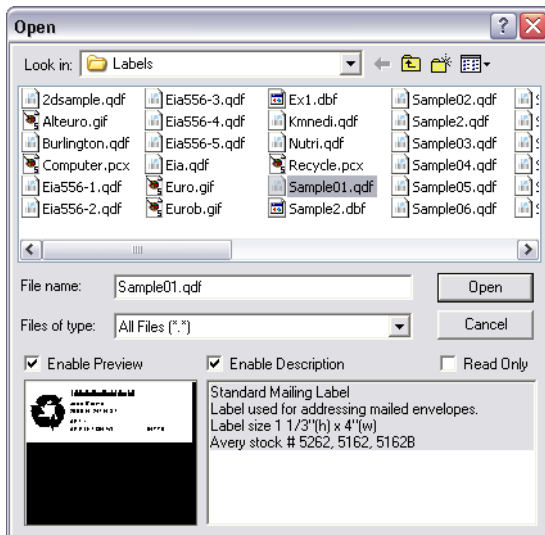 Open
Look in: Labels
2dsample.qdf Eia556-3.qdf Ex1.dbf Sample02.qdf
Alteuro.gif Eia556-4.qdf Kmnedi.qdf Sample2.qdf
Burlington.qdf Eia556-5.qdf Nutri.qdf Sample03.qdf
Computer.pcx Eia.qdf Recycle.pcx Sample04.qdf
Eia556-1.qdf Euro.gif Sample01.qdf Sample05.qdf
Eia556-2.qdf Eurob.gif Sample2.dbf Sample06.qdf
File name: Sample01.qdf Open
Files of type: All Files (*.*) Cancel
Enable Preview Enable Description Read Only
Standard Mailing Label
Label used for addressing mailed envelopes.
Label size 1 1/3"(h) x 4"(w)
Avery stock # 5262, 5162, 5162B